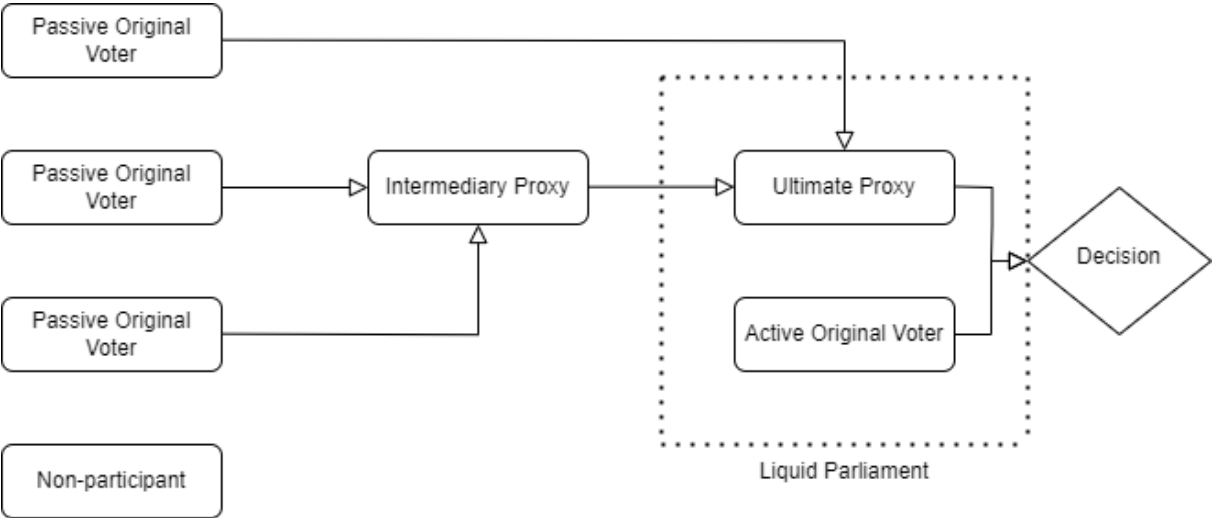 Passive Original
Voter
Passive Original
Voter
Intermediary Proxy
Ultimate Proxy
Decision
Passive Original
Voter
Active Original Voter
Liquid Parliament
Non-participant